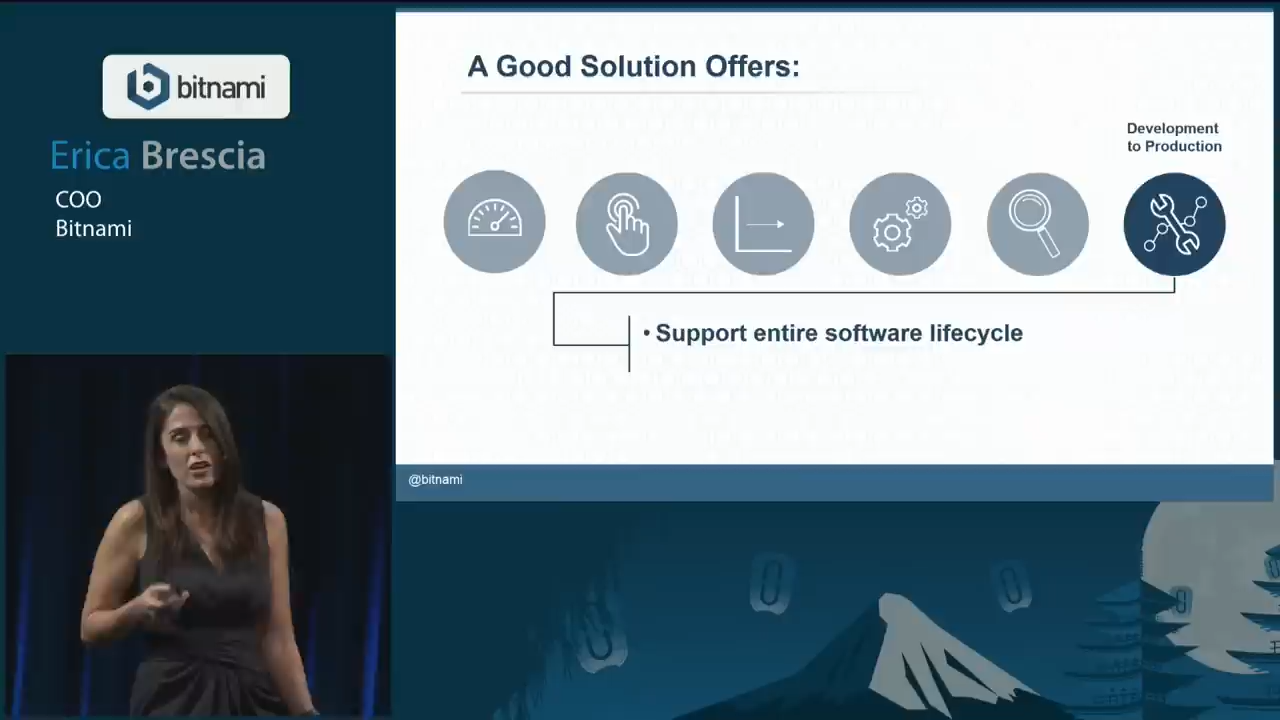 bitnami
Erica Brescia
COO
Bitnami
A Good Solution Offers:
Development
to Production
• Support entire software lifecycle
@bitnami